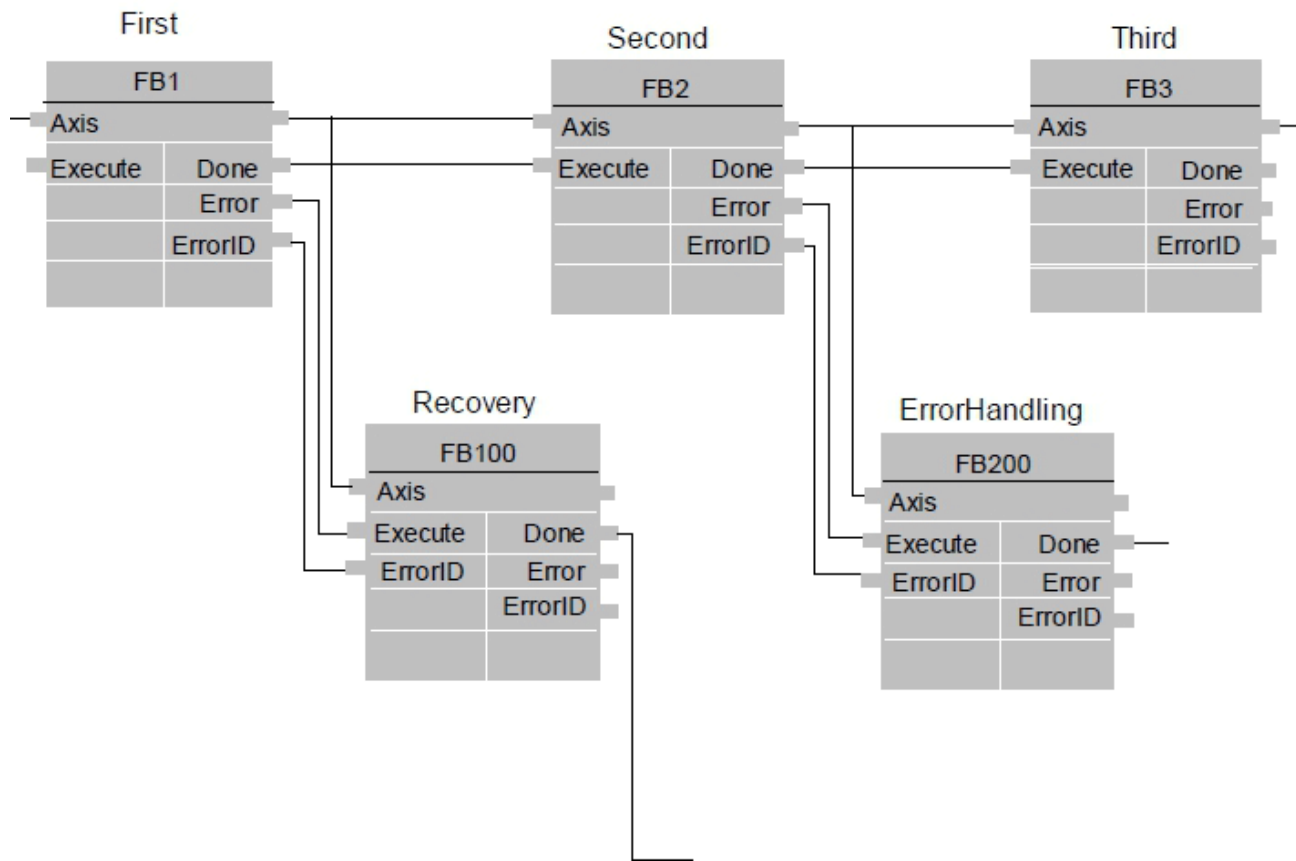 First
Second
Third
FB1
FB2
FB3
Axis
Axis
Axis
Execute Done
Execute Done
Execute Done
Error
Error
Error
ErrorID
ErrorID
ErrorID
Recovery
ErrorHandling
FB100
FB200
Axis
Axis
Execute Done
Execute Done
ErrorID Error
ErrorID Error
ErrorID
ErrorID